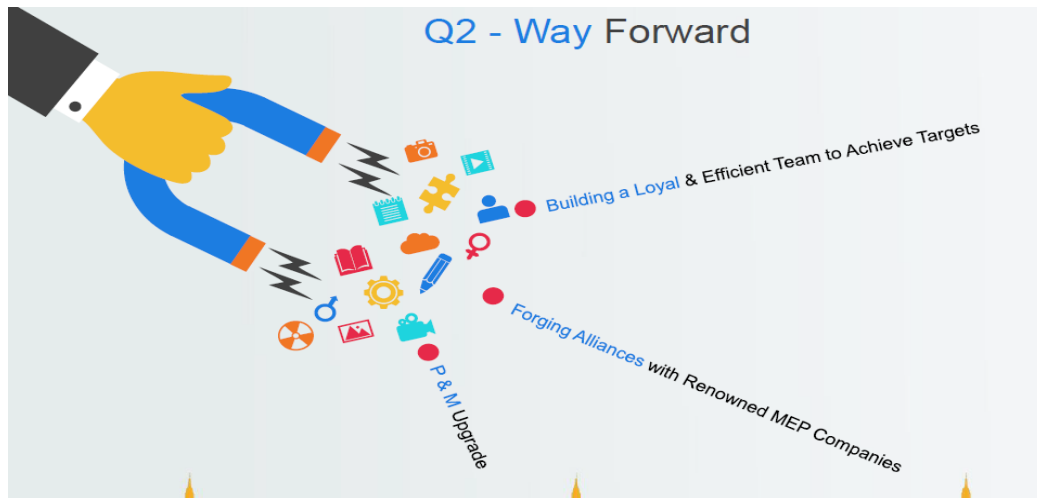 Q2 - Way Forward
Building a Loyal & Efficient Team to Achieve Targets
Forging Alliances with Renowned MEP Companies
P & M Upgrade